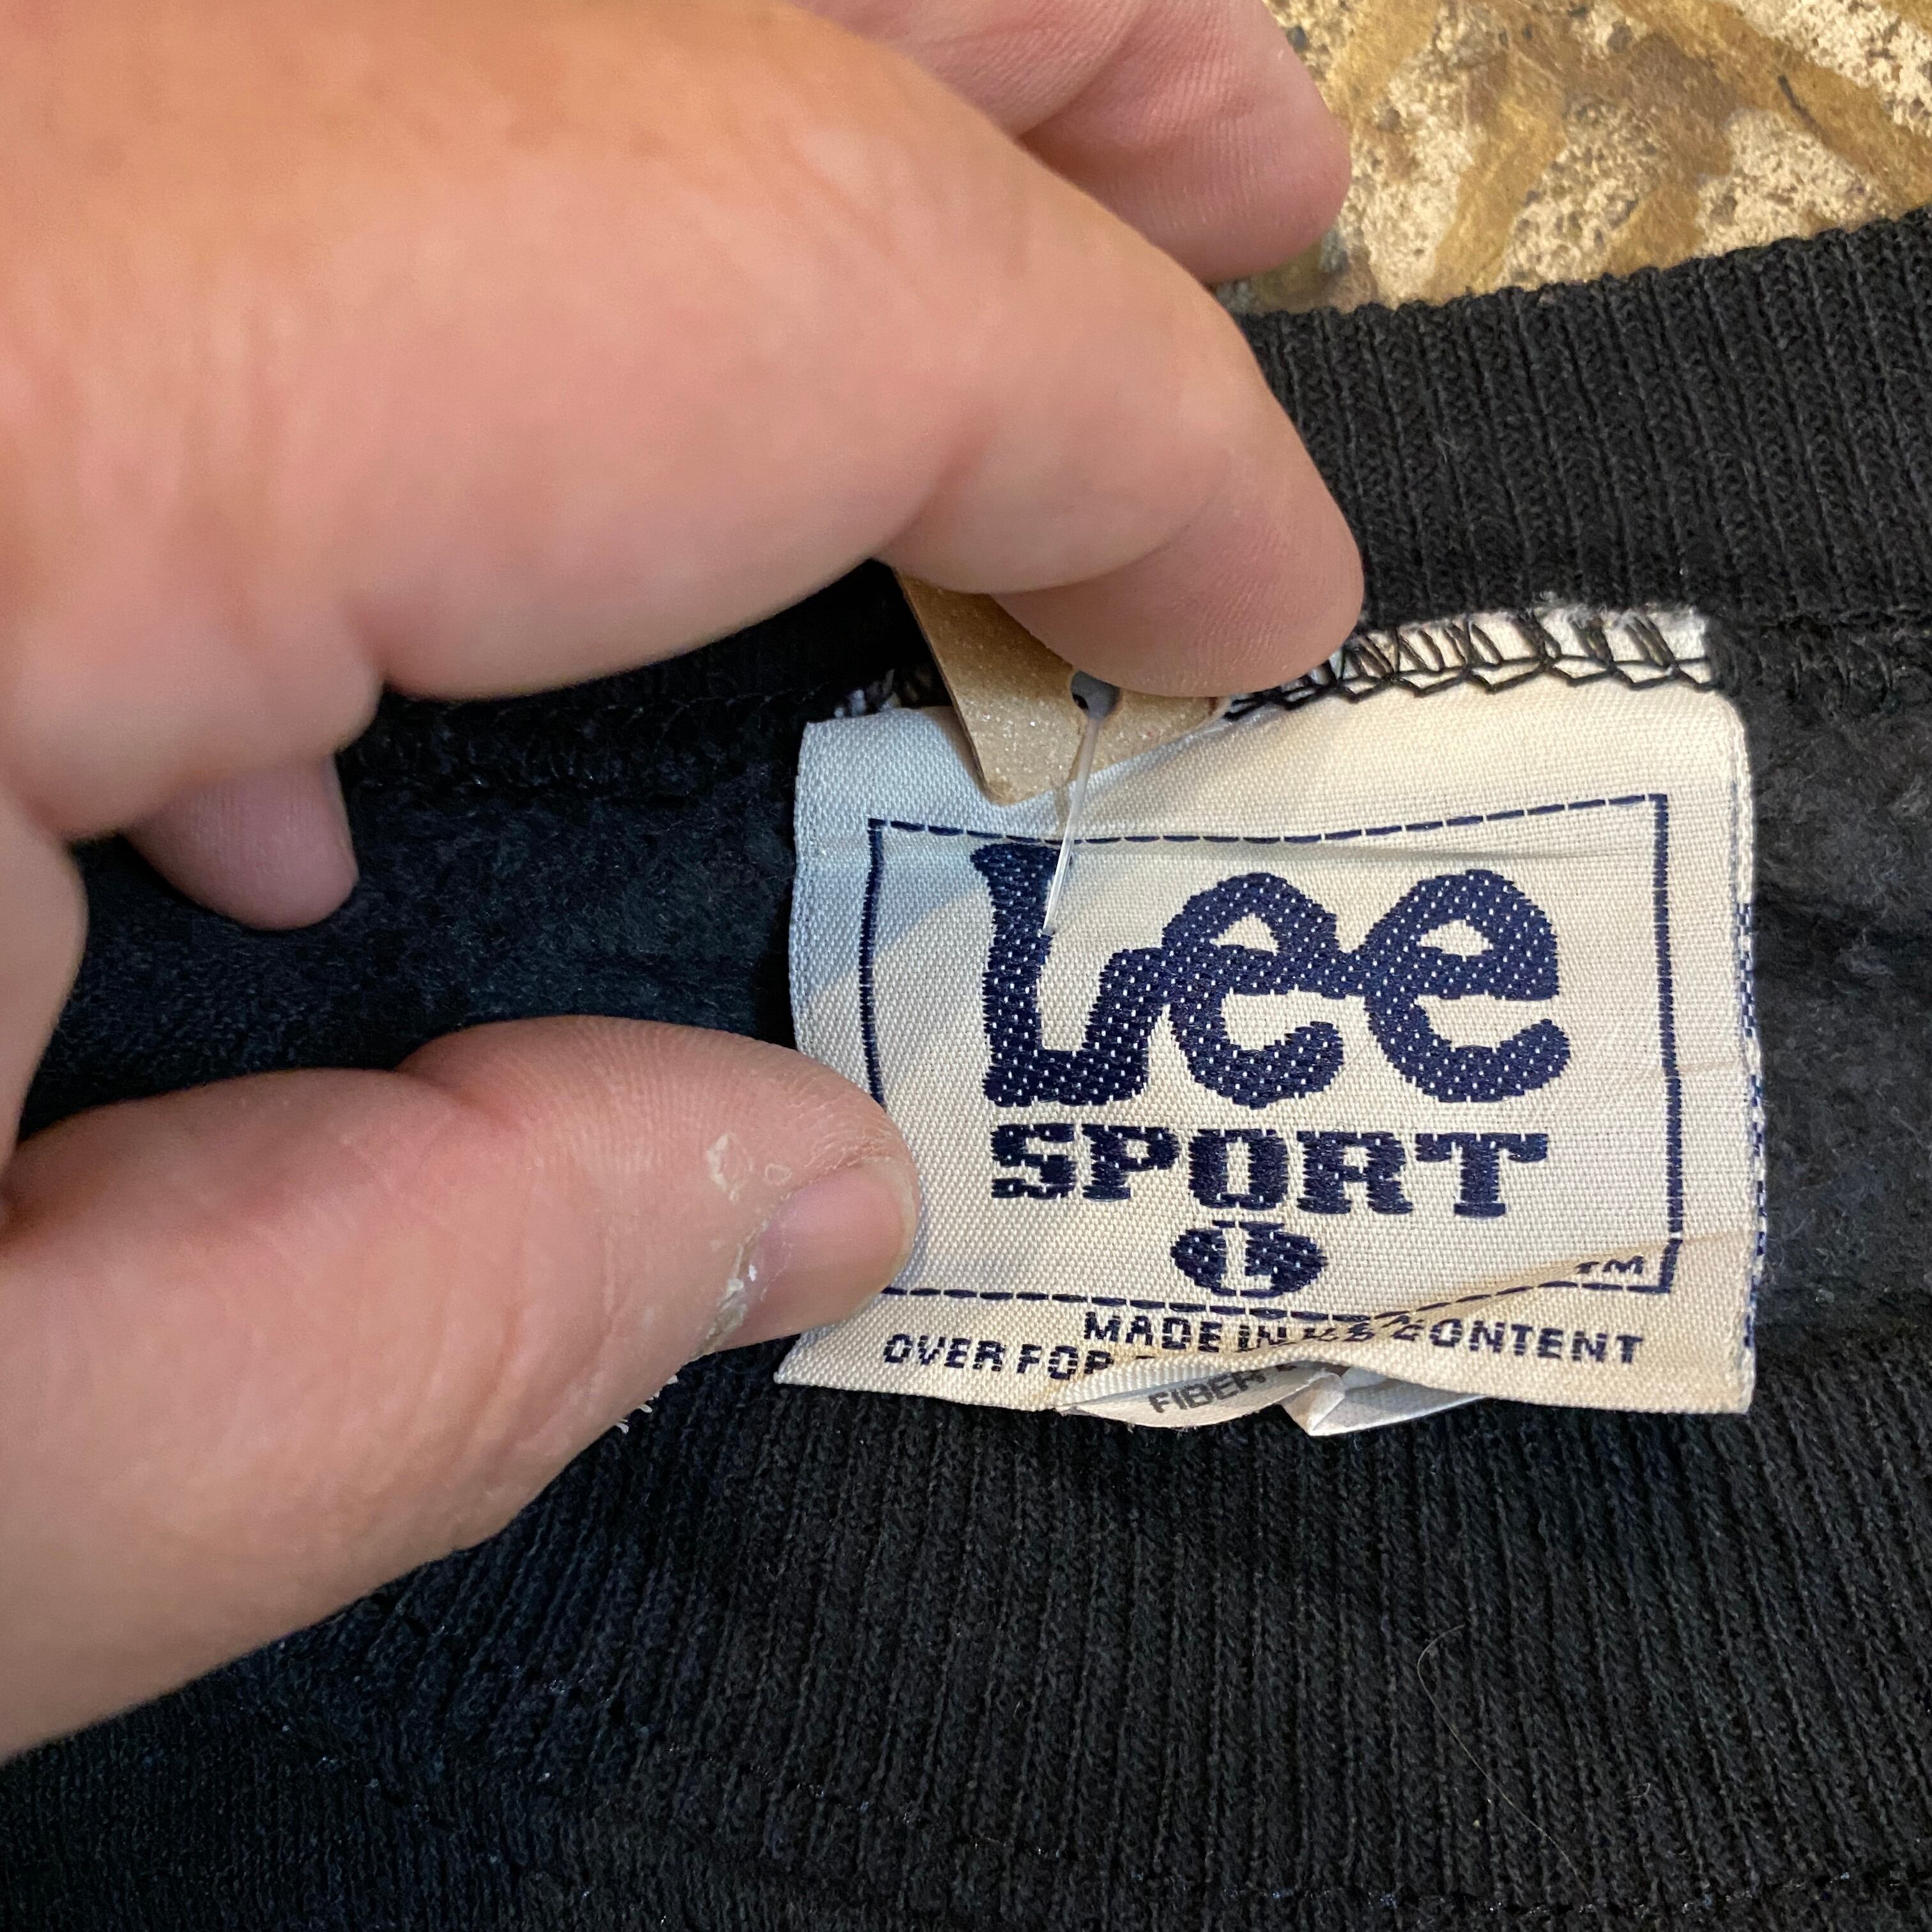 Lee
SPORT
L
TM
MADE IN U.S. CONTENT
OVER FOR
FIBER